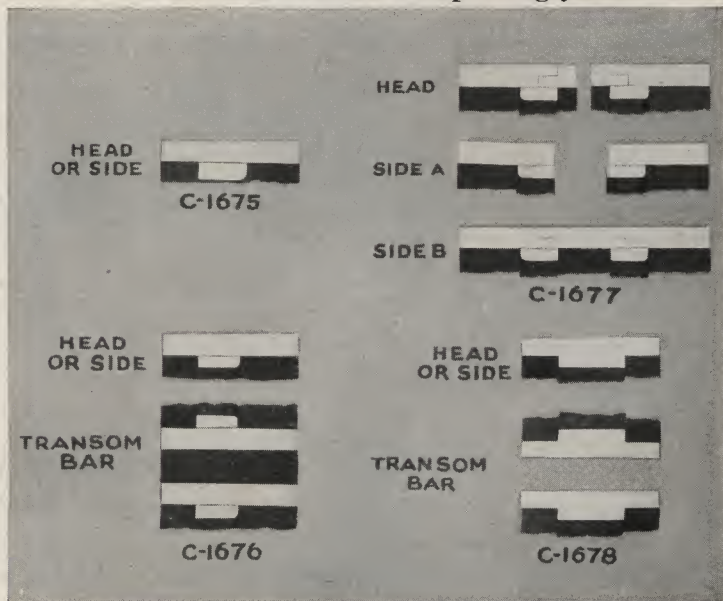 HEAD
OR SIDE
C-1675
HEAD
SIDE A
SIDE B
C-1677
HEAD
OR SIDE
TRANSOM
BAR
C-1676
HEAD
OR SIDE
TRANSOM
BAR
C-1678